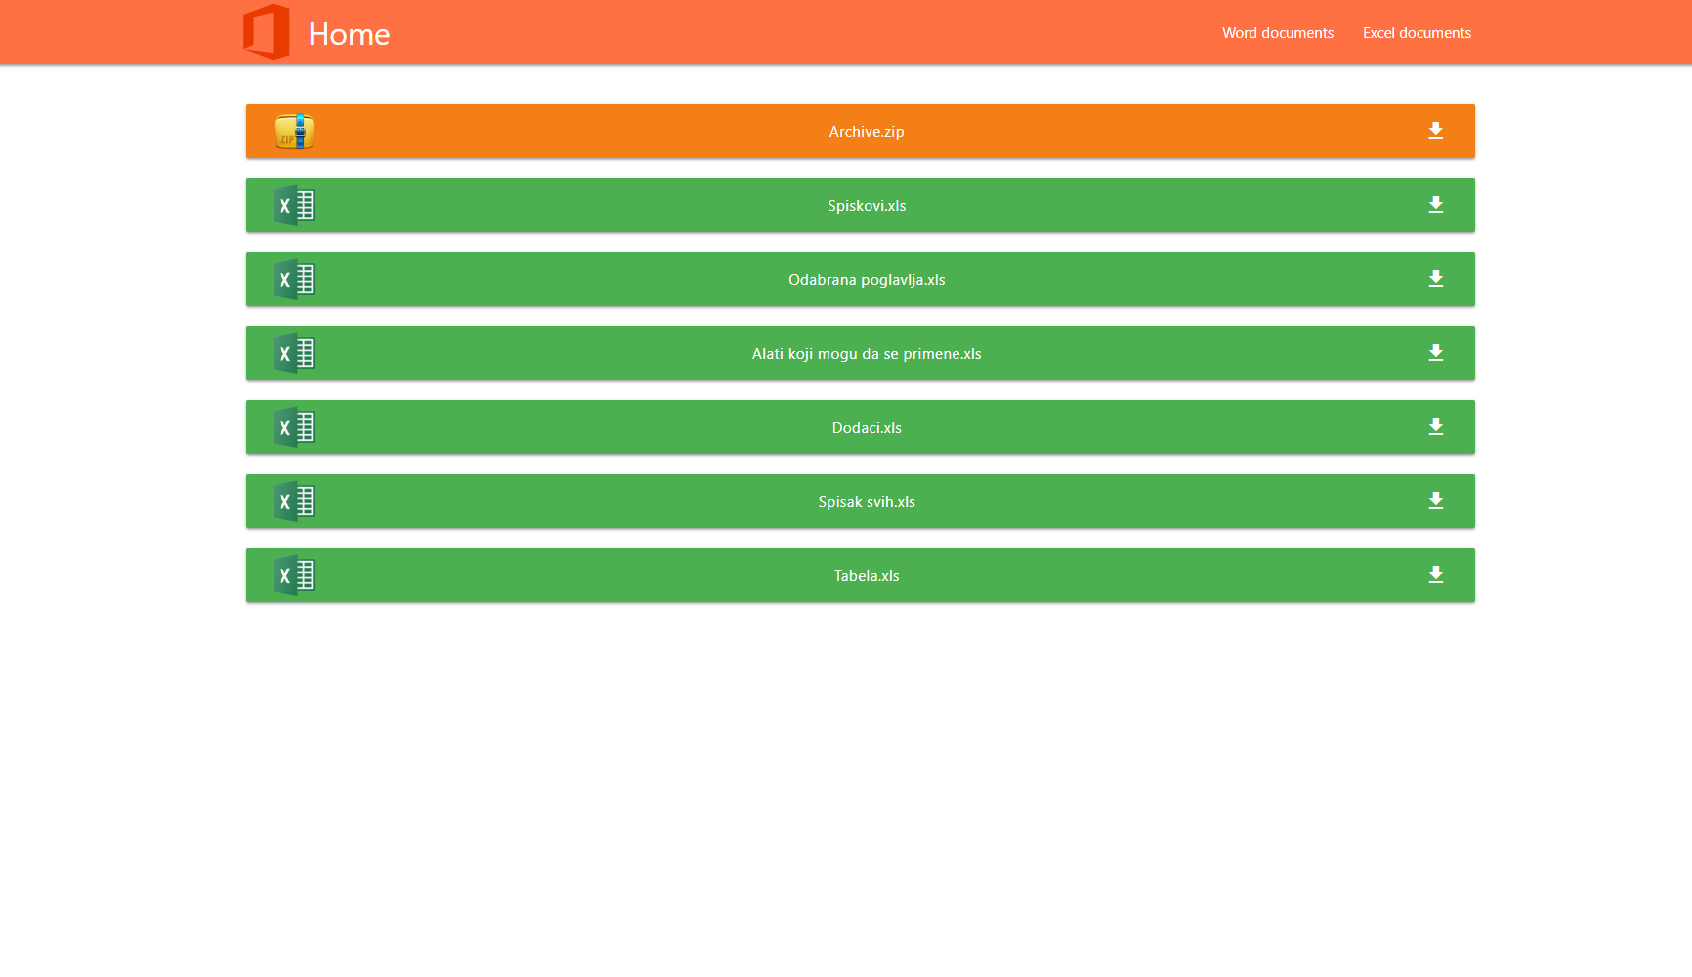 Home
Word documents
Excel documents
ZIP
Archive.zip
X
Spiskovi.xls
X
Odabrana poglavlja.xls
X
Alati koji mogu da se primene.xls
X
Dodaci.xls
X
Spisak svih.xls
X
Tabela.xls